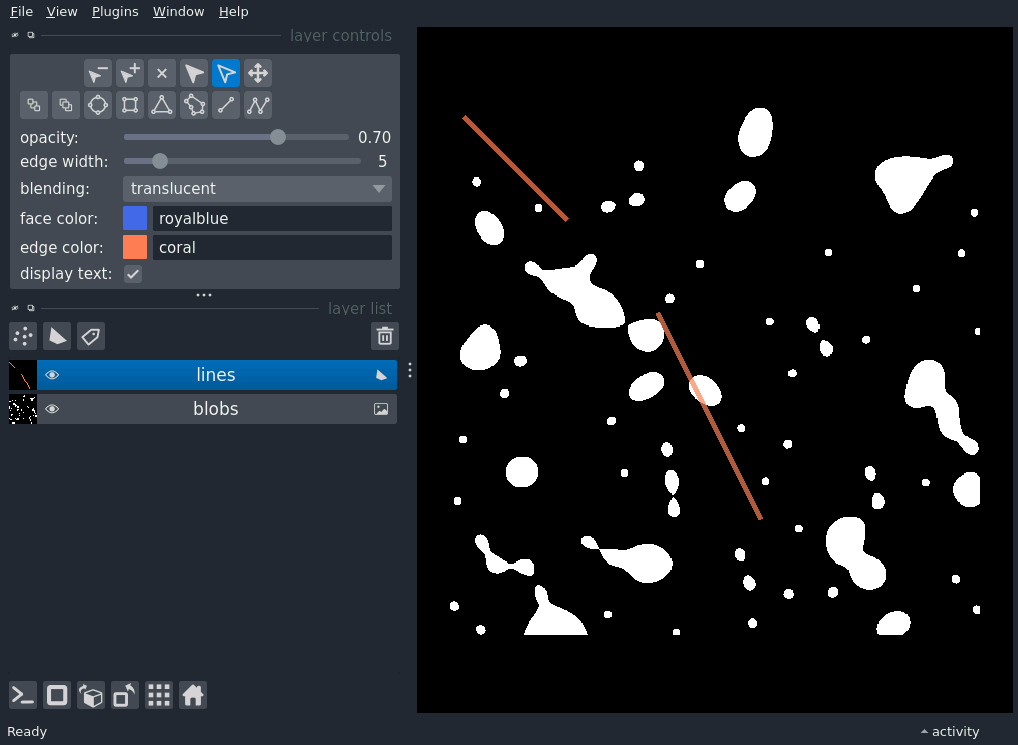 File View Plugins Window Help
layer controls
opacity: 0.70
edge width: 5
blending: translucent
face color: royalblue
edge color: coral
display text:
layer list
lines
blobs
Ready activity